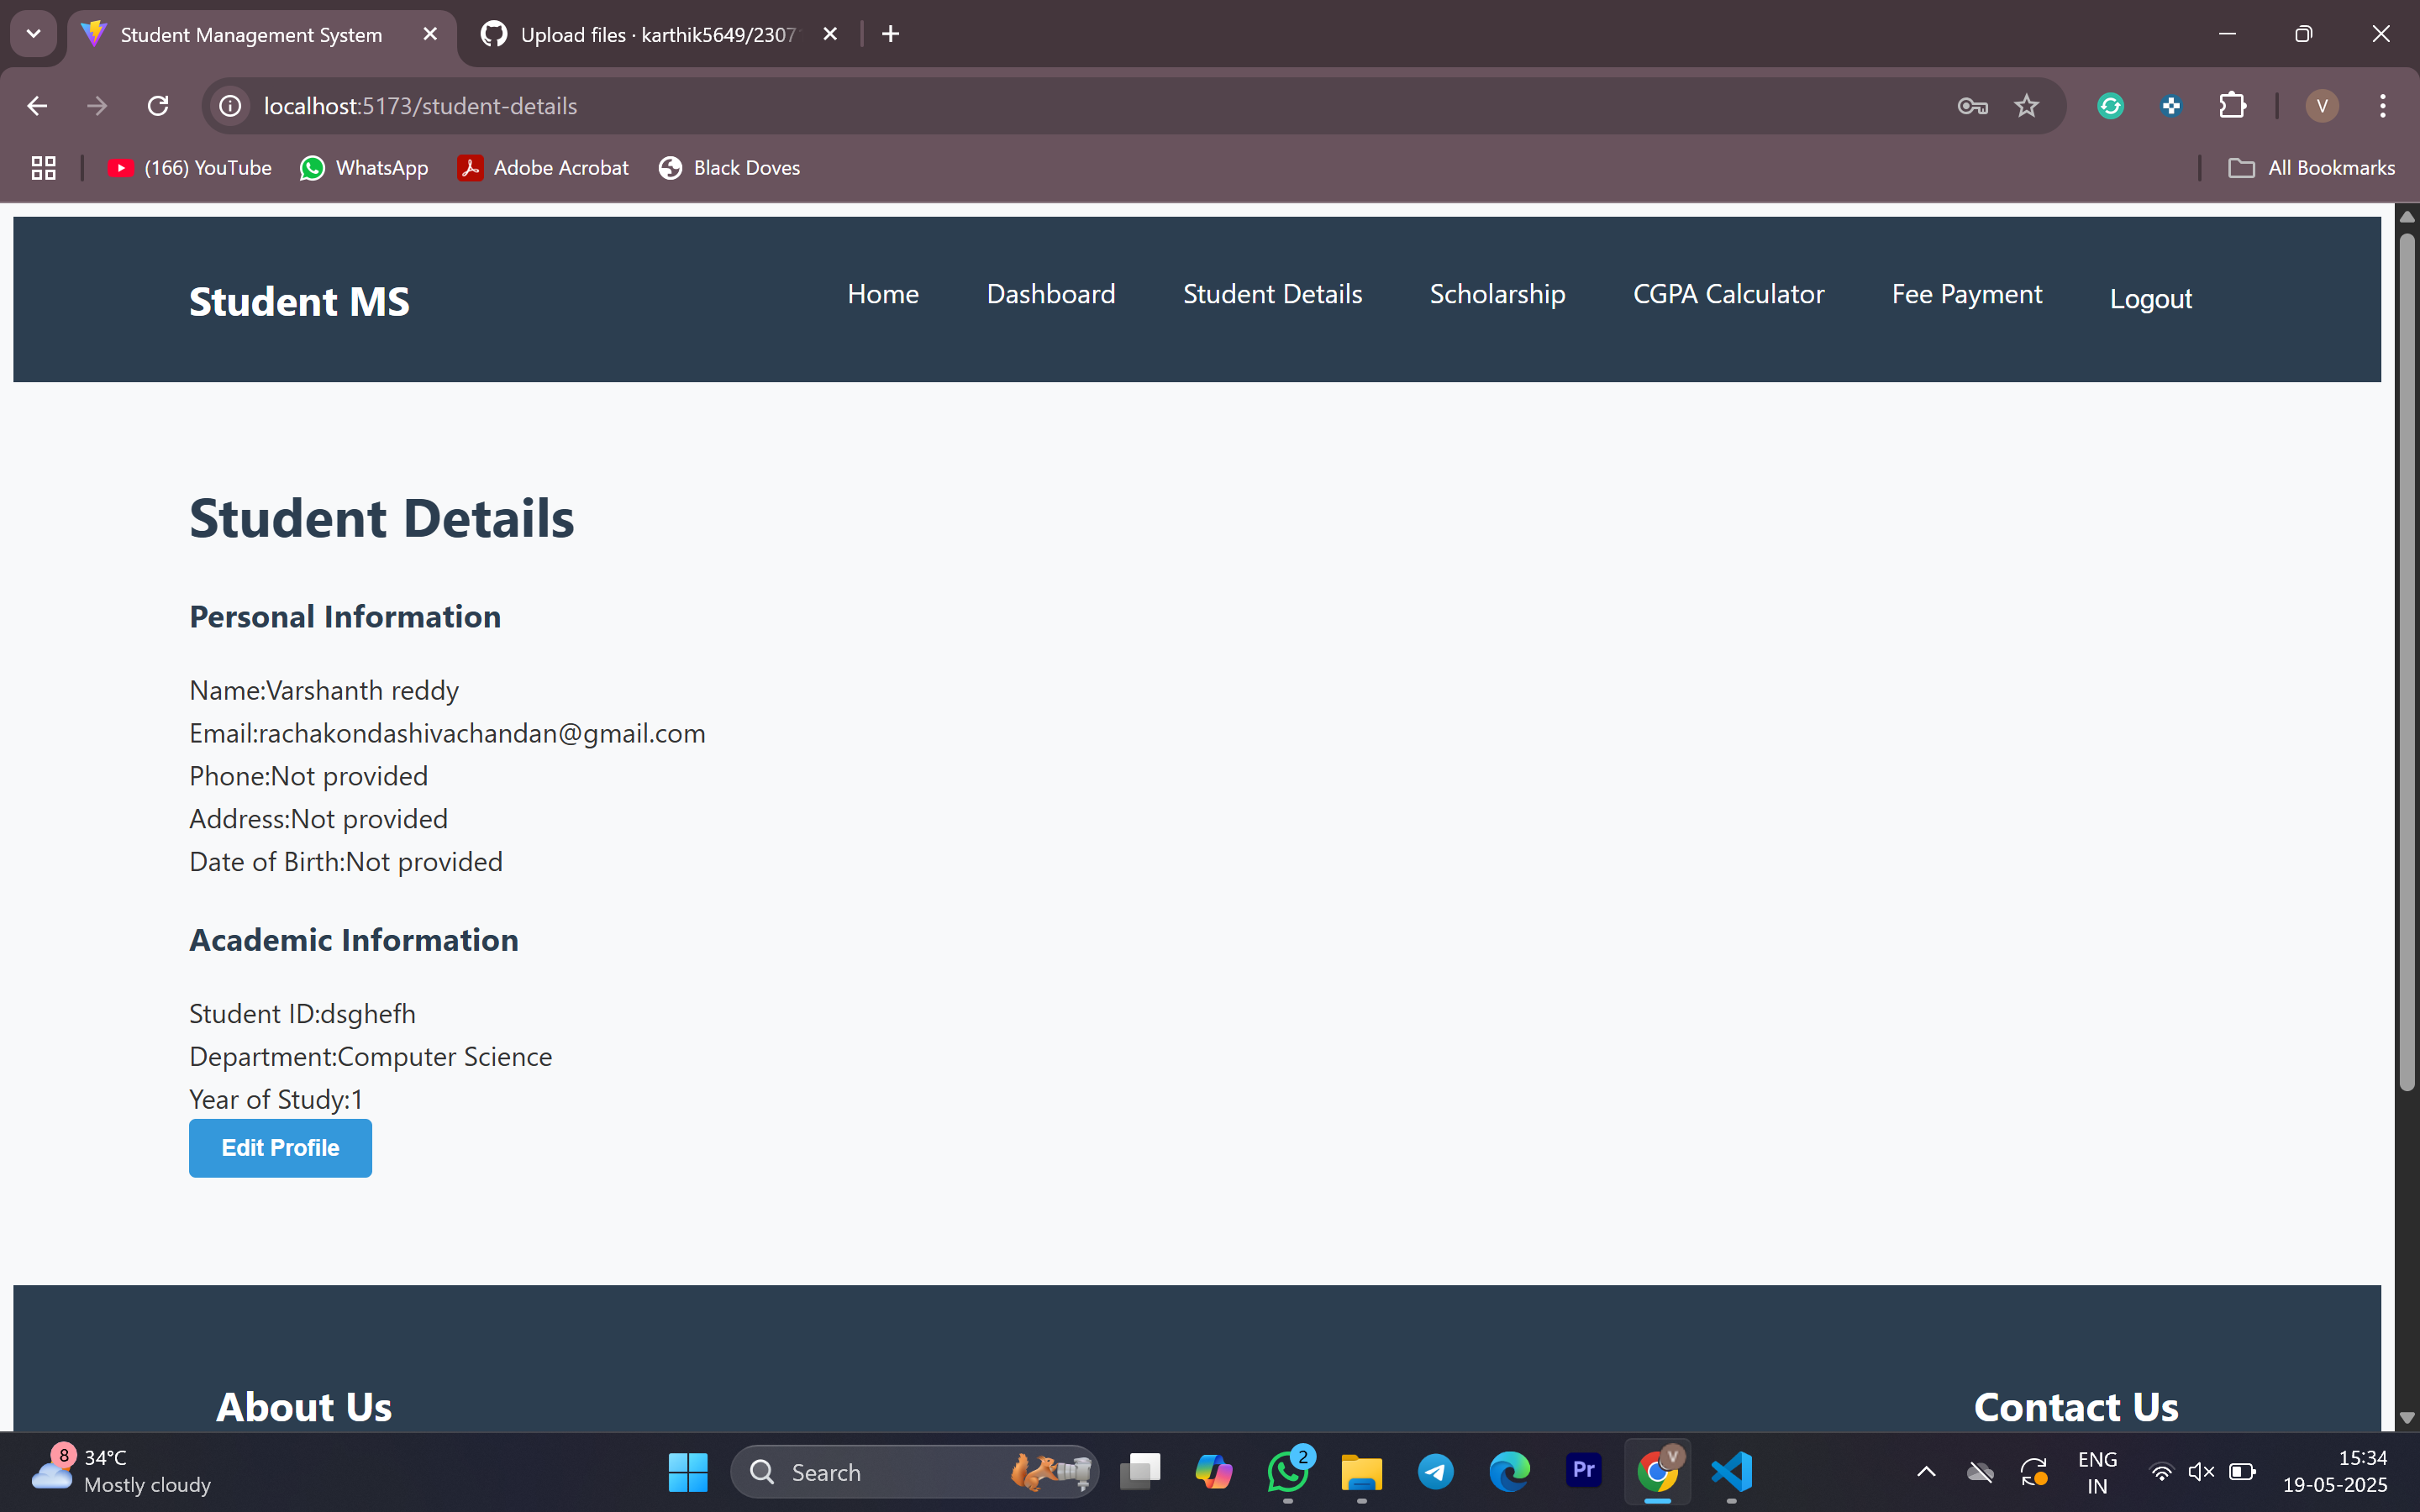 Student Management System
Upload files · karthik5649/2307
localhost:5173/student-details
V
(166) YouTube
WhatsApp
Adobe Acrobat
Black Doves
All Bookmarks
Student MS
Home
Dashboard
Student Details
Scholarship
CGPA Calculator
Fee Payment
Logout
Student Details
Personal Information
Name:Varshanth reddy
Email:rachakondashivachandan@gmail.com
Phone:Not provided
Address:Not provided
Date of Birth:Not provided
Academic Information
Student ID:dsghefh
Department:Computer Science
Year of Study:1
Edit Profile
About Us
Contact Us
8
34°C
Mostly cloudy
Search
2
Pr
V
ENG
IN
15:34
19-05-2025